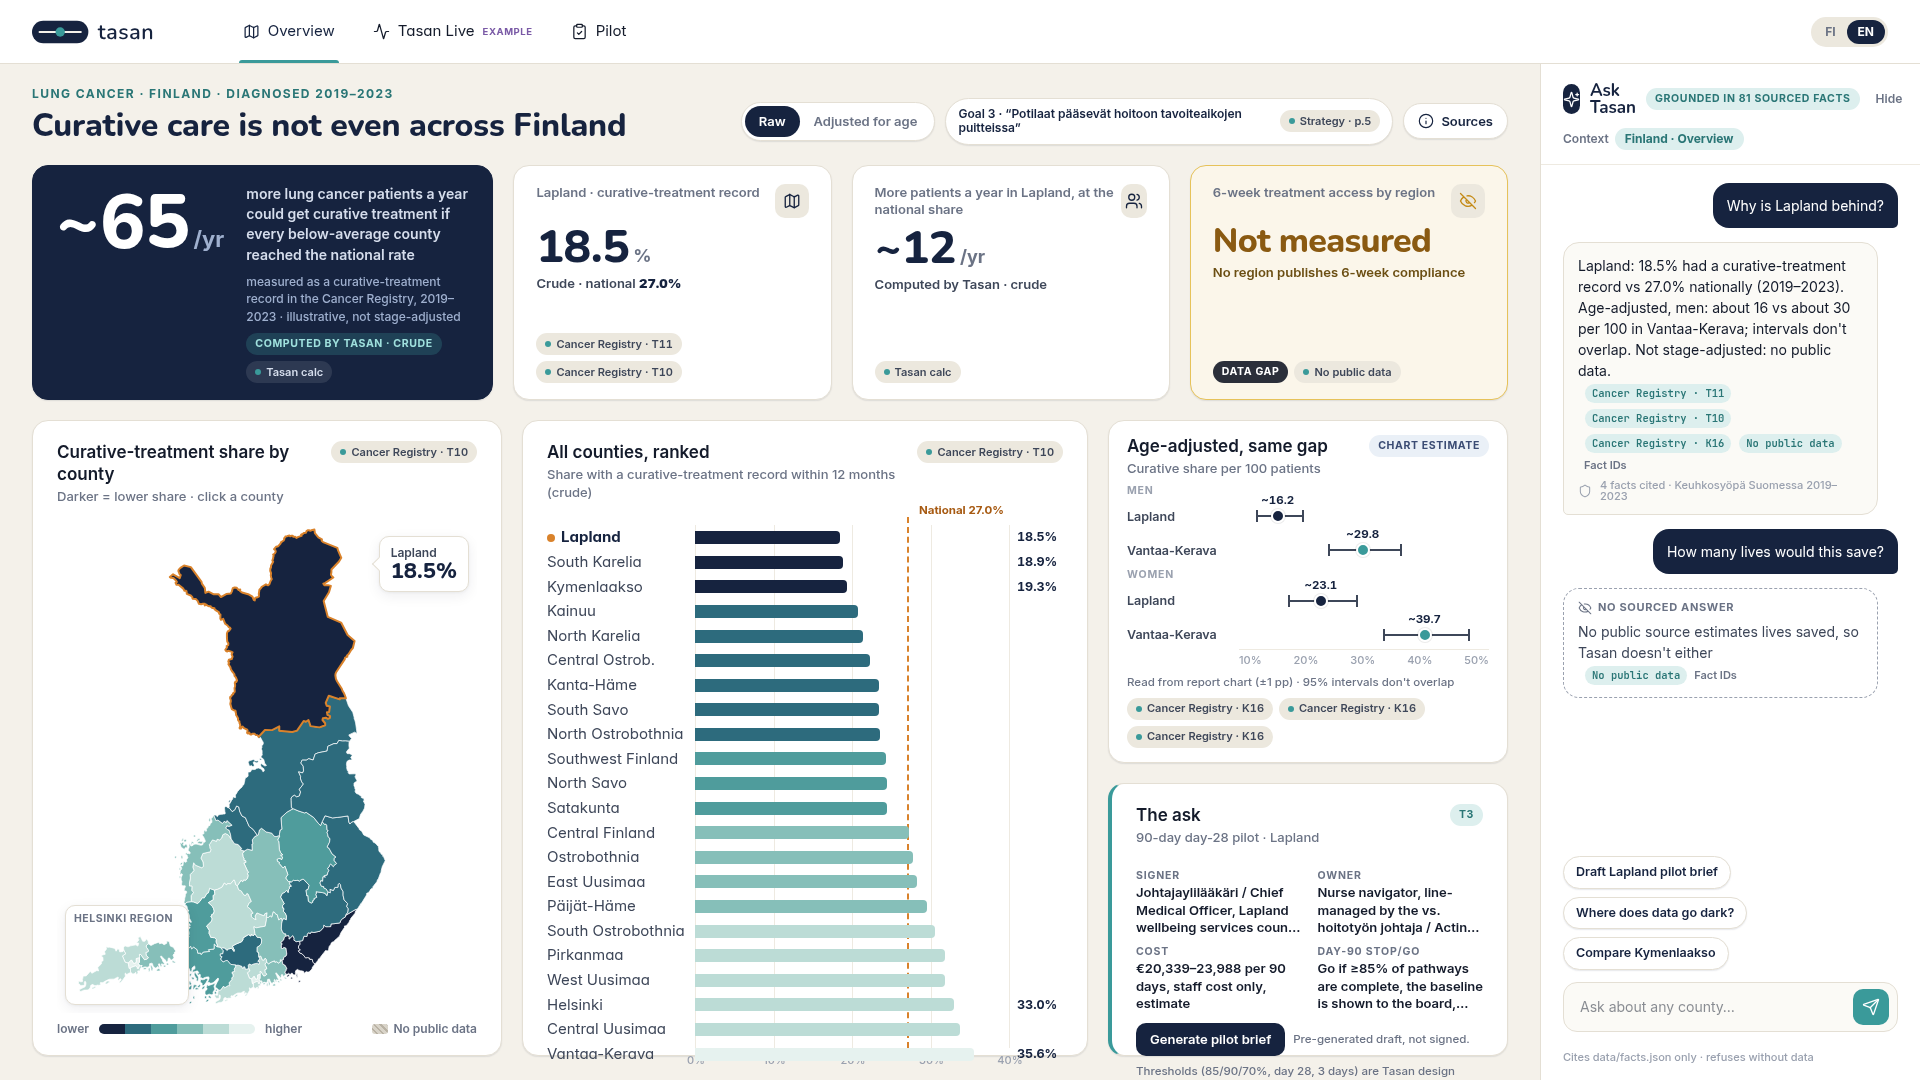 tasan
Overview
Tasan Live EXAMPLE
Pilot
FI EN
LUNG CANCER · FINLAND · DIAGNOSED 2019–2023
Curative care is not even across Finland
Raw
Adjusted for age
Goal 3 · “Potilaat pääsevät hoitoon tavoiteaikojen
puitteissa”
Strategy · p.5
Sources
~65/yr
more lung cancer patients a year
could get curative treatment if
every below-average county
reached the national rate
measured as a curative-treatment
record in the Cancer Registry, 2019–
2023 · illustrative, not stage-adjusted
COMPUTED BY TASAN · CRUDE
Tasan calc
Lapland · curative-treatment record
18.5 %
Crude · national 27.0%
Cancer Registry · T11
Cancer Registry · T10
More patients a year in Lapland, at the
national share
~12 /yr
Computed by Tasan · crude
Tasan calc
6-week treatment access by region
Not measured
No region publishes 6-week compliance
DATA GAP
No public data
Curative-treatment share by
county
Cancer Registry · T10
Darker = lower share · click a county
Lapland
18.5%
HELSINKI REGION
lower
higher
No public data
All counties, ranked
Cancer Registry · T10
Share with a curative-treatment record within 12 months
(crude)
National 27.0%
Lapland 18.5%
South Karelia 18.9%
Kymenlaakso 19.3%
Kainuu
North Karelia
Central Ostrob.
Kanta-Häme
South Savo
North Ostrobothnia
Southwest Finland
North Savo
Satakunta
Central Finland
Ostrobothnia
East Uusimaa
Päijät-Häme
South Ostrobothnia
Pirkanmaa
West Uusimaa
Helsinki 33.0%
Central Uusimaa
Vantaa-Kerava 35.6%
0% 10% 20% 30% 40%
Age-adjusted, same gap
CHART ESTIMATE
Curative share per 100 patients
MEN
Lapland ~16.2
Vantaa-Kerava ~29.8
WOMEN
Lapland ~23.1
Vantaa-Kerava ~39.7
10% 20% 30% 40% 50%
Read from report chart (±1 pp) · 95% intervals don't overlap
Cancer Registry · K16
Cancer Registry · K16
Cancer Registry · K16
The ask
T3
90-day day-28 pilot · Lapland
SIGNER
Johtajaylilääkäri / Chief
Medical Officer, Lapland
wellbeing services coun…
OWNER
Nurse navigator, line-
managed by the vs.
hoitotyön johtaja / Actin…
COST
€20,339–23,988 per 90
days, staff cost only,
estimate
DAY-90 STOP/GO
Go if ≥85% of pathways
are complete, the baseline
is shown to the board,…
Generate pilot brief
Pre-generated draft, not signed.
Thresholds (85/90/70%, day 28, 3 days) are Tasan design
Ask
Tasan
GROUNDED IN 81 SOURCED FACTS
Hide
Context Finland · Overview
Why is Lapland behind?
Lapland: 18.5% had a curative-treatment
record vs 27.0% nationally (2019–2023).
Age-adjusted, men: about 16 vs about 30
per 100 in Vantaa-Kerava; intervals don't
overlap. Not stage-adjusted: no public
data.
Cancer Registry · T11
Cancer Registry · T10
Cancer Registry · K16
No public data
Fact IDs
4 facts cited · Keuhkosyöpä Suomessa 2019–
2023
How many lives would this save?
NO SOURCED ANSWER
No public source estimates lives saved, so
Tasan doesn't either
No public data
Fact IDs
Draft Lapland pilot brief
Where does data go dark?
Compare Kymenlaakso
Ask about any county...
Cites data/facts.json only · refuses without data